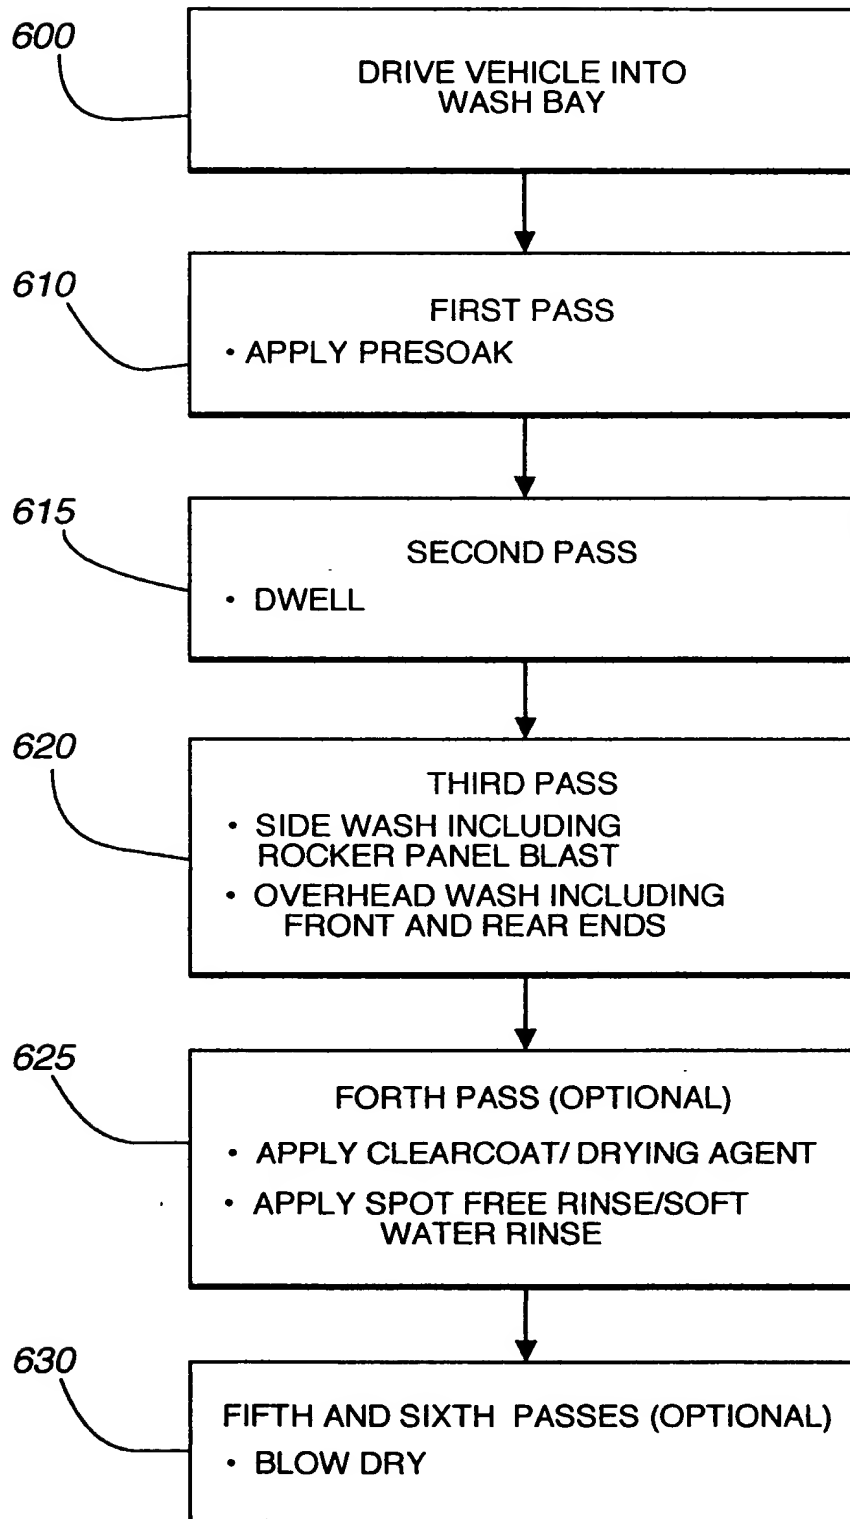 600
DRIVE VEHICLE INTO
WASH BAY
610
FIRST PASS
• APPLY PRESOAK
615
SECOND PASS
• DWELL
620
THIRD PASS
• SIDE WASH INCLUDING
ROCKER PANEL BLAST
• OVERHEAD WASH INCLUDING
FRONT AND REAR ENDS
625
FORTH PASS (OPTIONAL)
• APPLY CLEARCOAT/ DRYING AGENT
• APPLY SPOT FREE RINSE/SOFT
WATER RINSE
630
FIFTH AND SIXTH PASSES (OPTIONAL)
• BLOW DRY